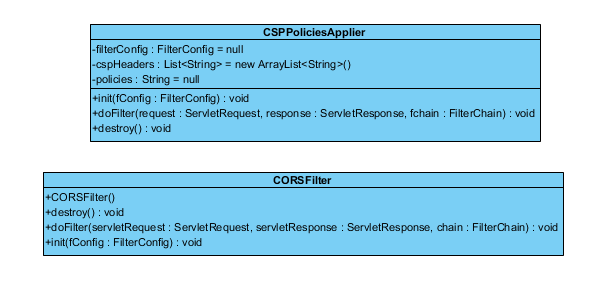 CSPPoliciesApplier
-filterConfig : FilterConfig = null
-cspHeaders : List<String> = new ArrayList<String>()
-policies : String = null
+init(fConfig : FilterConfig) : void
+doFilter(request : ServletRequest, response : ServletResponse, fchain : FilterChain) : void
+destroy() : void
CORSFilter
+CORSFilter()
+destroy() : void
+doFilter(servletRequest : ServletRequest, servletResponse : ServletResponse, chain : FilterChain) : void
+init(fConfig : FilterConfig) : void